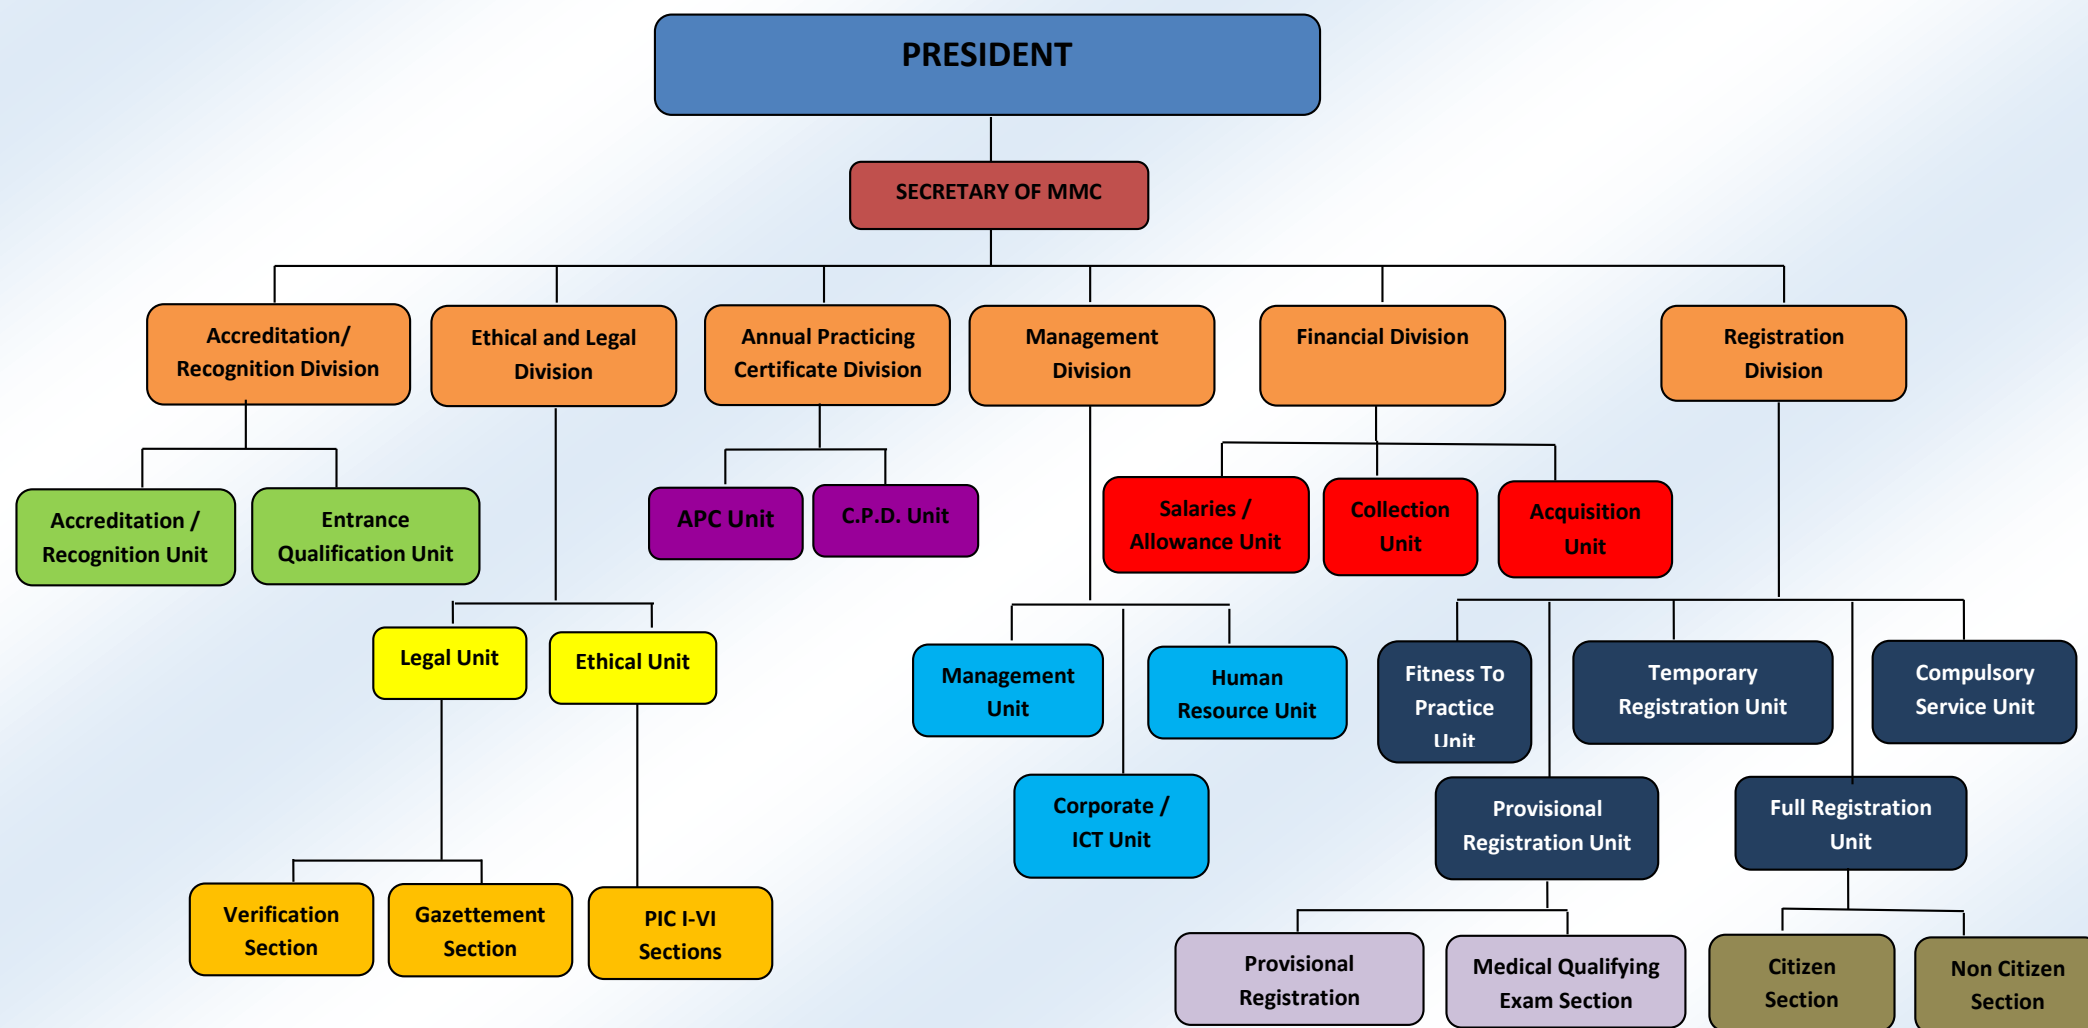 PRESIDENT
SECRETARY OF MMC
Accreditation/
Recognition Division
Ethical and Legal
Division
Annual Practicing
Certificate Division
Management
Division
Financial Division
Registration
Division
Accreditation /
Recognition Unit
Entrance
Qualification Unit
APC Unit
C.P.D. Unit
Salaries /
Allowance Unit
Collection
Unit
Acquisition
Unit
Legal Unit
Ethical Unit
Management
Unit
Human
Resource Unit
Fitness To
Practice
Unit
Temporary
Registration Unit
Compulsory
Service Unit
Corporate /
ICT Unit
Provisional
Registration Unit
Full Registration
Unit
Verification
Section
Gazettement
Section
PIC I-VI
Sections
Provisional
Registration
Medical Qualifying
Exam Section
Citizen
Section
Non Citizen
Section